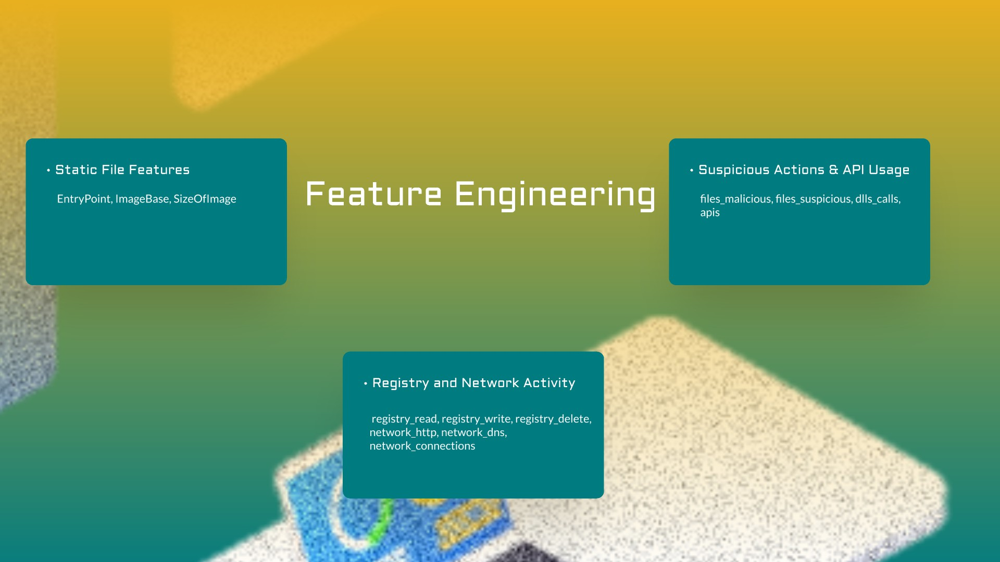 Feature Engineering
• Static File Features
EntryPoint, ImageBase, SizeOfImage
• Suspicious Actions & API Usage
files_malicious, files_suspicious, dlls_calls,
apis
• Registry and Network Activity
registry_read, registry_write, registry_delete,
network_http, network_dns,
network_connections